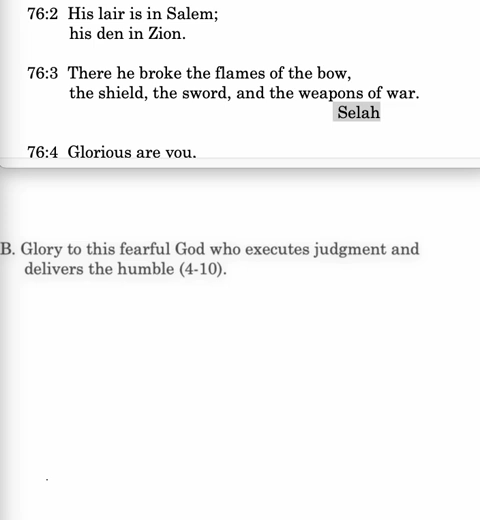 76:2 His lair is in Salem;
his den in Zion.
76:3 There he broke the flames of the bow,
the shield, the sword, and the weapons of war.
Selah
76:4 Glorious are you.
B. Glory to this fearful God who executes judgment and
delivers the humble (4-10).